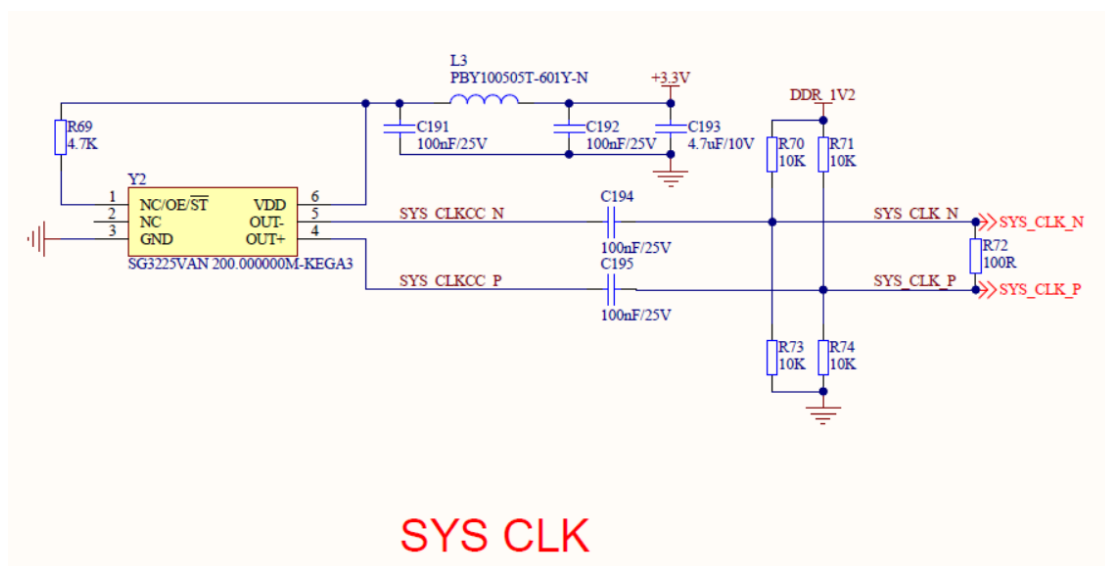 L3
PBY100505T-601Y-N
+3.3V
DDR_1V2
R69
4.7K
C191
100nF/25V
C192
100nF/25V
C193
4.7uF/10V
R70
10K
R71
10K
Y2
1 NC/OE/ST VDD 6
2 NC OUT- 5
3 GND OUT+ 4
SG3225VAN 200.000000M-KEGA3
SYS_CLKCC_N
C194
100nF/25V
SYS_CLK_N
SYS_CLK_N
R72
100R
SYS_CLKCC_P
C195
100nF/25V
SYS_CLK_P
SYS_CLK_P
R73
10K
R74
10K
SYS CLK